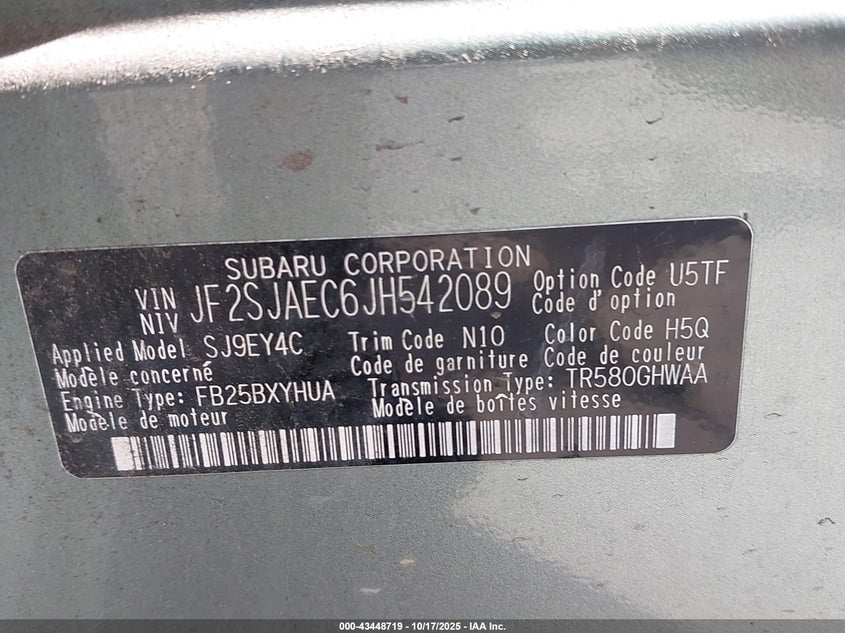 SUBARU CORPORATION
VIN
NIV
JF2SJAEC6JH542089
Option Code U5TF
Code d'option
Applied Model SJ9EY4C
Modèle concerné
Trim Code N10
Code de garniture
Color Code H5Q
Code de couleur
Engine Type: FB25BXYHUA
Modèle de moteur
Transmission Type: TR580GHWAA
Modèle de boîtes vitesse
000-43448719 - 10/17/2025 - IAA Inc.